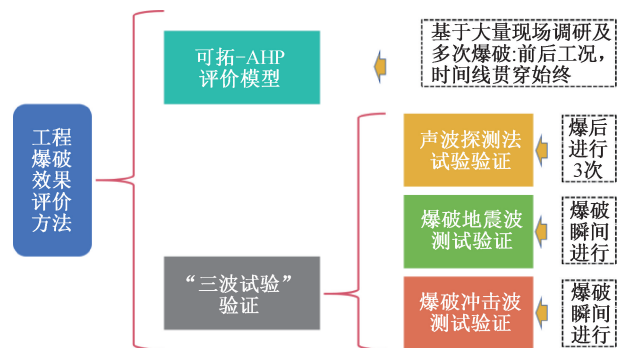 工程
爆破
效果
评价
方法
可拓-AHP
评价模型
基于大量现场调研及
多次爆破:前后工况，
时间线贯穿始终
“三波试验”
验证
声波探测法
试验验证
爆后
进行
3次
爆破地震波
测试验证
爆破
瞬间
进行
爆破冲击波
测试验证
爆破
瞬间
进行